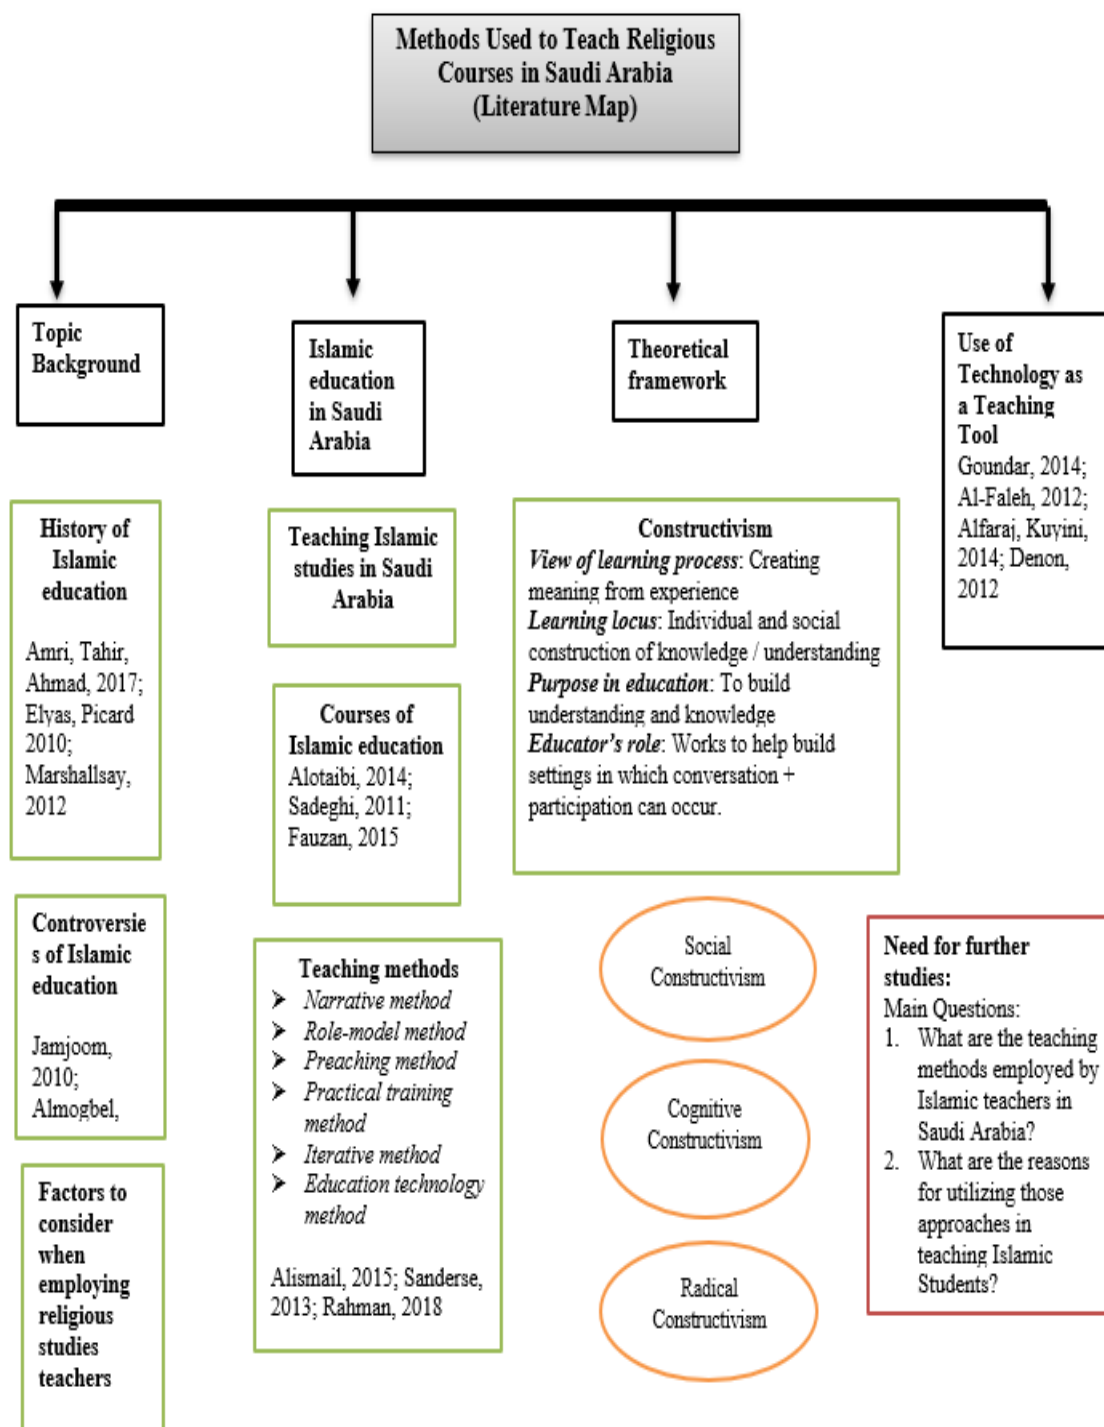 Methods Used to Teach Religious
Courses in Saudi Arabia
(Literature Map)
Topic
Background
Islamic
education
in Saudi
Arabia
Theoretical
framework
Use of
Technology as
a Teaching
Tool
Goundar, 2014;
Al-Faleh, 2012;
Alfaraj, Kuyini,
2014; Denon,
2012
History of
Islamic
education
Amri, Tahir,
Ahmad, 2017;
Elyas, Picard
2010;
Marshallsay,
2012
Controversie
s of Islamic
education
Jamjoom,
2010;
Almogbel,
Factors to
consider
when
employing
religious
studies
teachers
Teaching Islamic
studies in Saudi
Arabia
Courses of
Islamic education
Alotaibi, 2014;
Sadeghi, 2011;
Fauzan, 2015
Teaching methods
➤ Narrative method
➤ Role-model method
➤ Preaching method
➤ Practical training
method
➤ Iterative method
➤ Education technology
method
Alismail, 2015; Sanderse,
2013; Rahman, 2018
Constructivism
View of learning process: Creating
meaning from experience
Learning locus: Individual and social
construction of knowledge / understanding
Purpose in education: To build
understanding and knowledge
Educator’s role: Works to help build
settings in which conversation +
participation can occur.
Social
Constructivism
Cognitive
Constructivism
Radical
Constructivism
Need for further
studies:
Main Questions:
1. What are the teaching
methods employed by
Islamic teachers in
Saudi Arabia?
2. What are the reasons
for utilizing those
approaches in
teaching Islamic
Students?